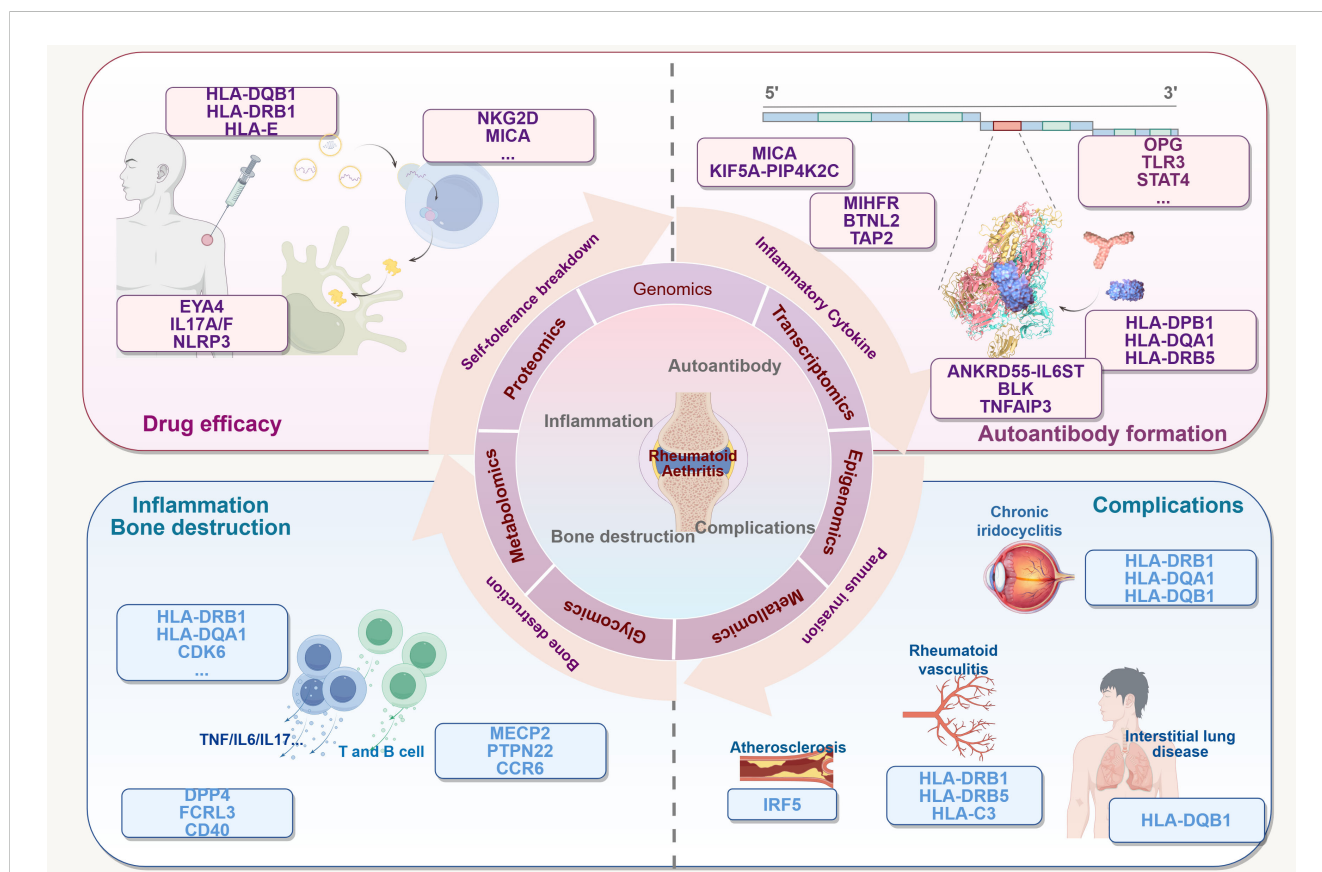 HLA-DQB1
HLA-DRB1
HLA-E
NKG2D
MICA
...
EYA4
IL17A/F
NLRP3
Drug efficacy
5'
3'
MICA
KIF5A-PIP4K2C
OPG
TLR3
STAT4
...
MIHFR
BTNL2
TAP2
HLA-DPB1
HLA-DQA1
HLA-DRB5
ANKRD55-IL6ST
BLK
TNFAIP3
Autoantibody formation
Self-tolerance breakdown
Inflammatory Cytokine
Pannus invasion
Bone destruction
Genomics
Transcriptomics
Epigenomics
Metallomics
Glycomics
Metabolomics
Proteomics
Autoantibody
Inflammation
Rheumatoid
Aethritis
Bone destruction
Complications
Inflammation
Bone destruction
HLA-DRB1
HLA-DQA1
CDK6
...
TNF/IL6/IL17...
T and B cell
MECP2
PTPN22
CCR6
DPP4
FCRL3
CD40
Complications
Chronic
iridocyclitis
HLA-DRB1
HLA-DQA1
HLA-DQB1
Rheumatoid
vasculitis
HLA-DRB1
HLA-DRB5
HLA-C3
Atherosclerosis
IRF5
Interstitial lung
disease
HLA-DQB1